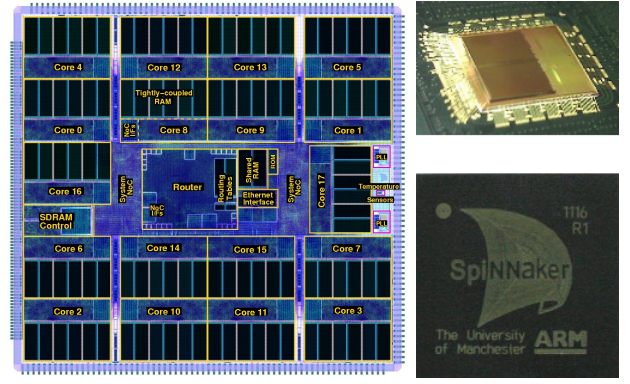 Core 4
Core 12
Core 13
Core 5
Tightly-coupled
RAM
Core 0
NoC
IFs
Core 8
Core 9
Core 1
Core 16
System
NoC
Router
NoC
IFs
Routing
Tables
Shared
RAM
ROM
Ethernet
Interface
System
NoC
Core 17
PLL
Temperature
Sensors
PLL
SDRAM
Control
Core 6
Core 14
Core 15
Core 7
Core 2
Core 10
Core 11
Core 3
1116
R1
SpiNNaker
The University
of Manchester
ARM